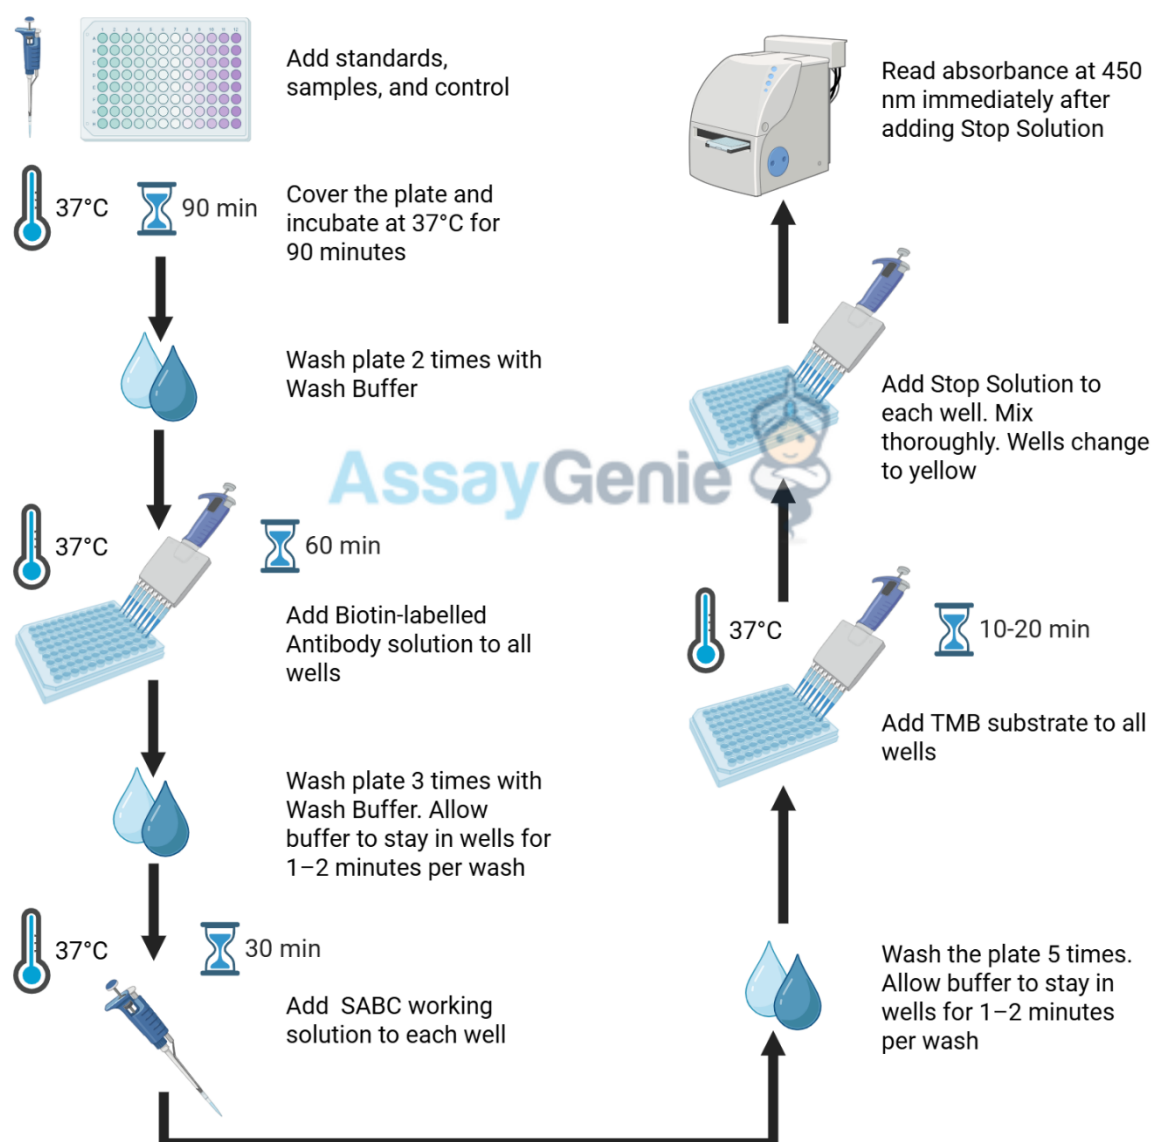 Add standards,
samples, and control
37°C
90 min
Cover the plate and
incubate at 37°C for
90 minutes
Wash plate 2 times with
Wash Buffer
37°C
60 min
Add Biotin-labelled
Antibody solution to all
wells
Wash plate 3 times with
Wash Buffer. Allow
buffer to stay in wells for
1–2 minutes per wash
37°C
30 min
Add SABC working
solution to each well
Wash the plate 5 times.
Allow buffer to stay in
wells for 1–2 minutes
per wash
37°C
10-20 min
Add TMB substrate to all
wells
Add Stop Solution to
each well. Mix
thoroughly. Wells change
to yellow
Read absorbance at 450
nm immediately after
adding Stop Solution
AssayGenie